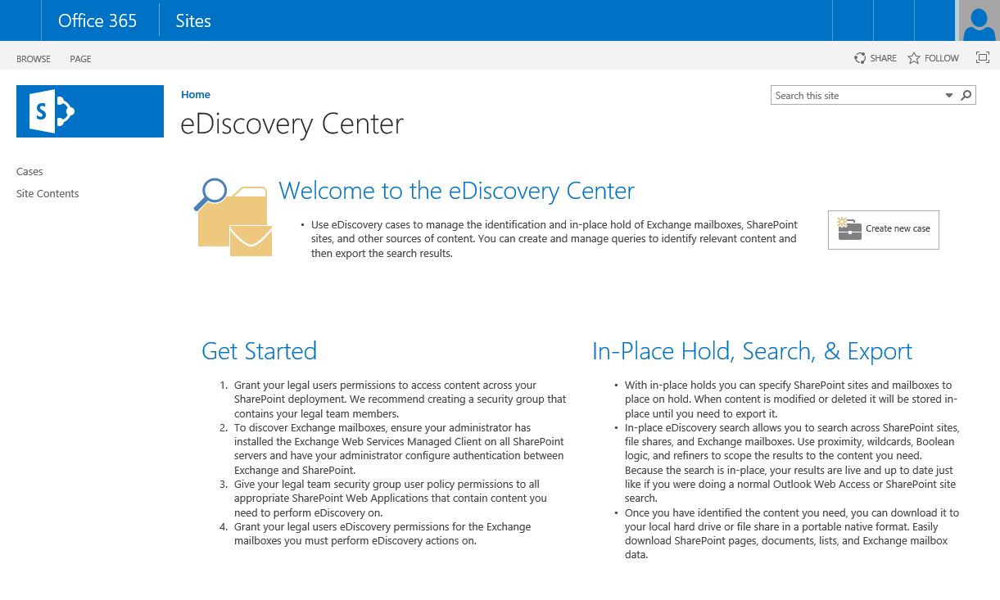 Office 365
Sites
BROWSE
PAGE
SHARE
FOLLOW
S
Home
Search this site
eDiscovery Center
Cases
Site Contents
Welcome to the eDiscovery Center
• Use eDiscovery cases to manage the identification and in-place hold of Exchange mailboxes, SharePoint
sites, and other sources of content. You can create and manage queries to identify relevant content and
then export the search results.
Create new case
Get Started
1. Grant your legal users permissions to access content across your
SharePoint deployment. We recommend creating a security group that
contains your legal team members.
2. To discover Exchange mailboxes, ensure your administrator has
installed the Exchange Web Services Managed Client on all SharePoint
servers and have your administrator configure authentication between
Exchange and SharePoint.
3. Give your legal team security group user policy permissions to all
appropriate SharePoint Web Applications that contain content you
need to perform eDiscovery on.
4. Grant your legal users eDiscovery permissions for the Exchange
mailboxes you must perform eDiscovery actions on.
In-Place Hold, Search, & Export
• With in-place holds you can specify SharePoint sites and mailboxes to
place on hold. When content is modified or deleted it will be stored in-
place until you need to export it.
• In-place eDiscovery search allows you to search across SharePoint sites,
file shares, and Exchange mailboxes. Use proximity, wildcards, Boolean
logic, and refiners to scope the results to the content you need.
Because the search is in-place, your results are live and up to date just
like if you were doing a normal Outlook Web Access or SharePoint site
search.
• Once you have identified the content you need, you can download it to
your local hard drive or file share in a portable native format. Easily
download SharePoint pages, documents, lists, and Exchange mailbox
data.